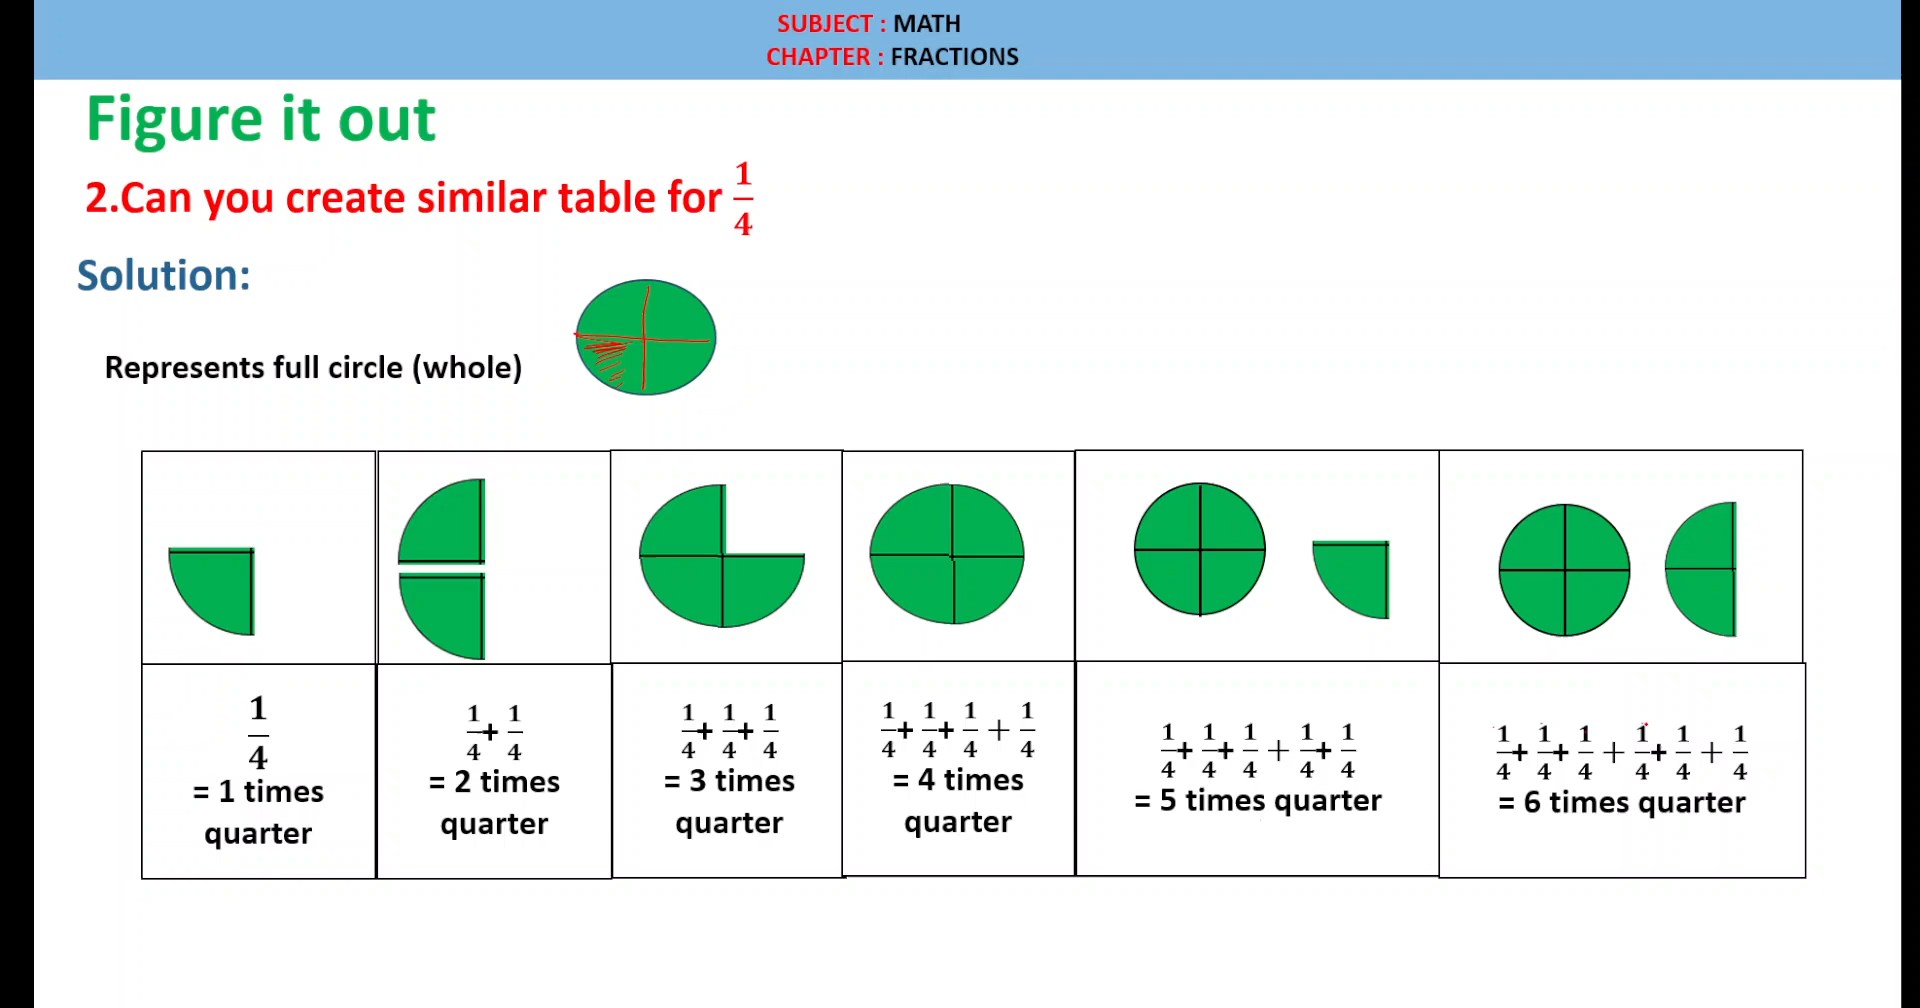 SUBJECT : MATH
CHAPTER : FRACTIONS
Figure it out
2.Can you create similar table for 1/4
Solution:
Represents full circle (whole)
1/4
= 1 times
quarter
1/4+ 1/4
= 2 times
quarter
1/4+ 1/4+ 1/4
= 3 times
quarter
1/4+ 1/4+ 1/4 + 1/4
= 4 times
quarter
1/4+ 1/4+ 1/4 + 1/4+ 1/4
= 5 times quarter
1/4+ 1/4+ 1/4 + 1/4+ 1/4 + 1/4
= 6 times quarter